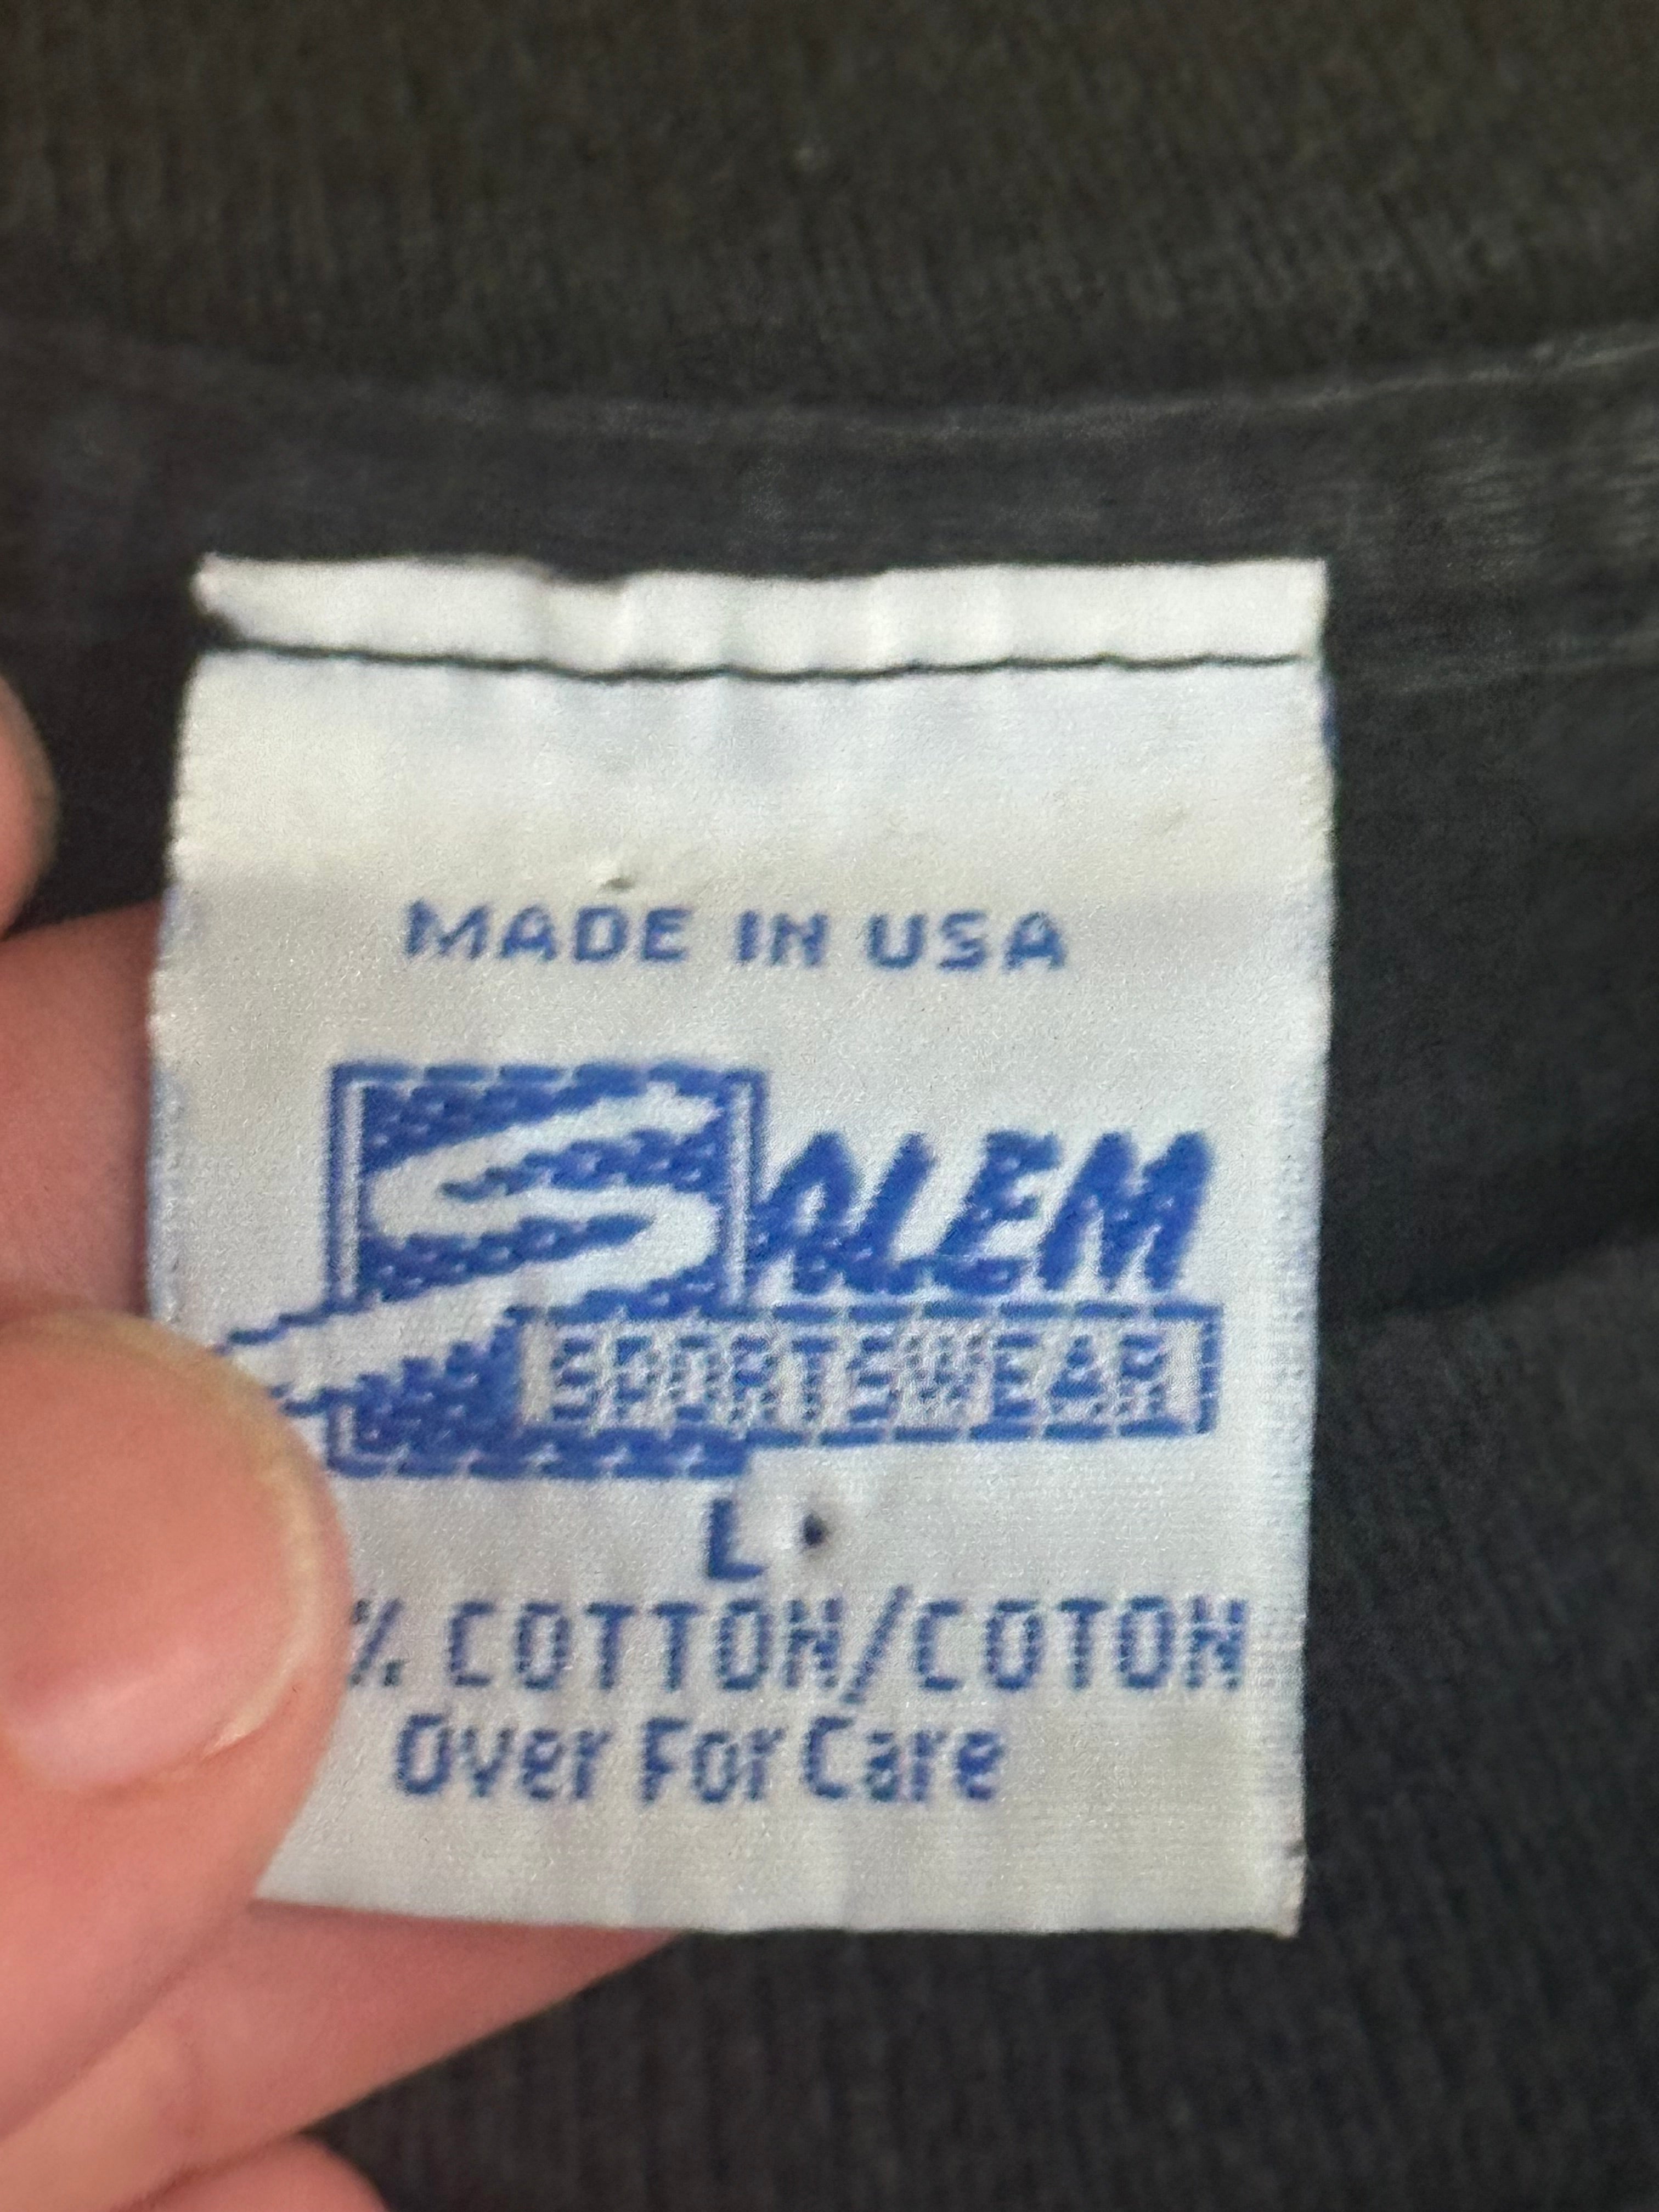 MADE IN USA
SALEM
SPORTSWEAR
L
% COTTON/COTON
Over For Care